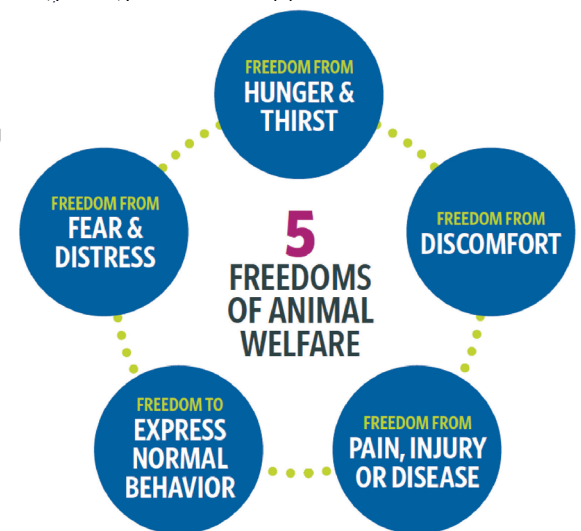 FREEDOM FROM
HUNGER &
THIRST
FREEDOM FROM
DISCOMFORT
FREEDOM FROM
PAIN, INJURY
OR DISEASE
FREEDOM TO
EXPRESS
NORMAL
BEHAVIOR
FREEDOM FROM
FEAR &
DISTRESS
5
FREEDOMS
OF ANIMAL
WELFARE